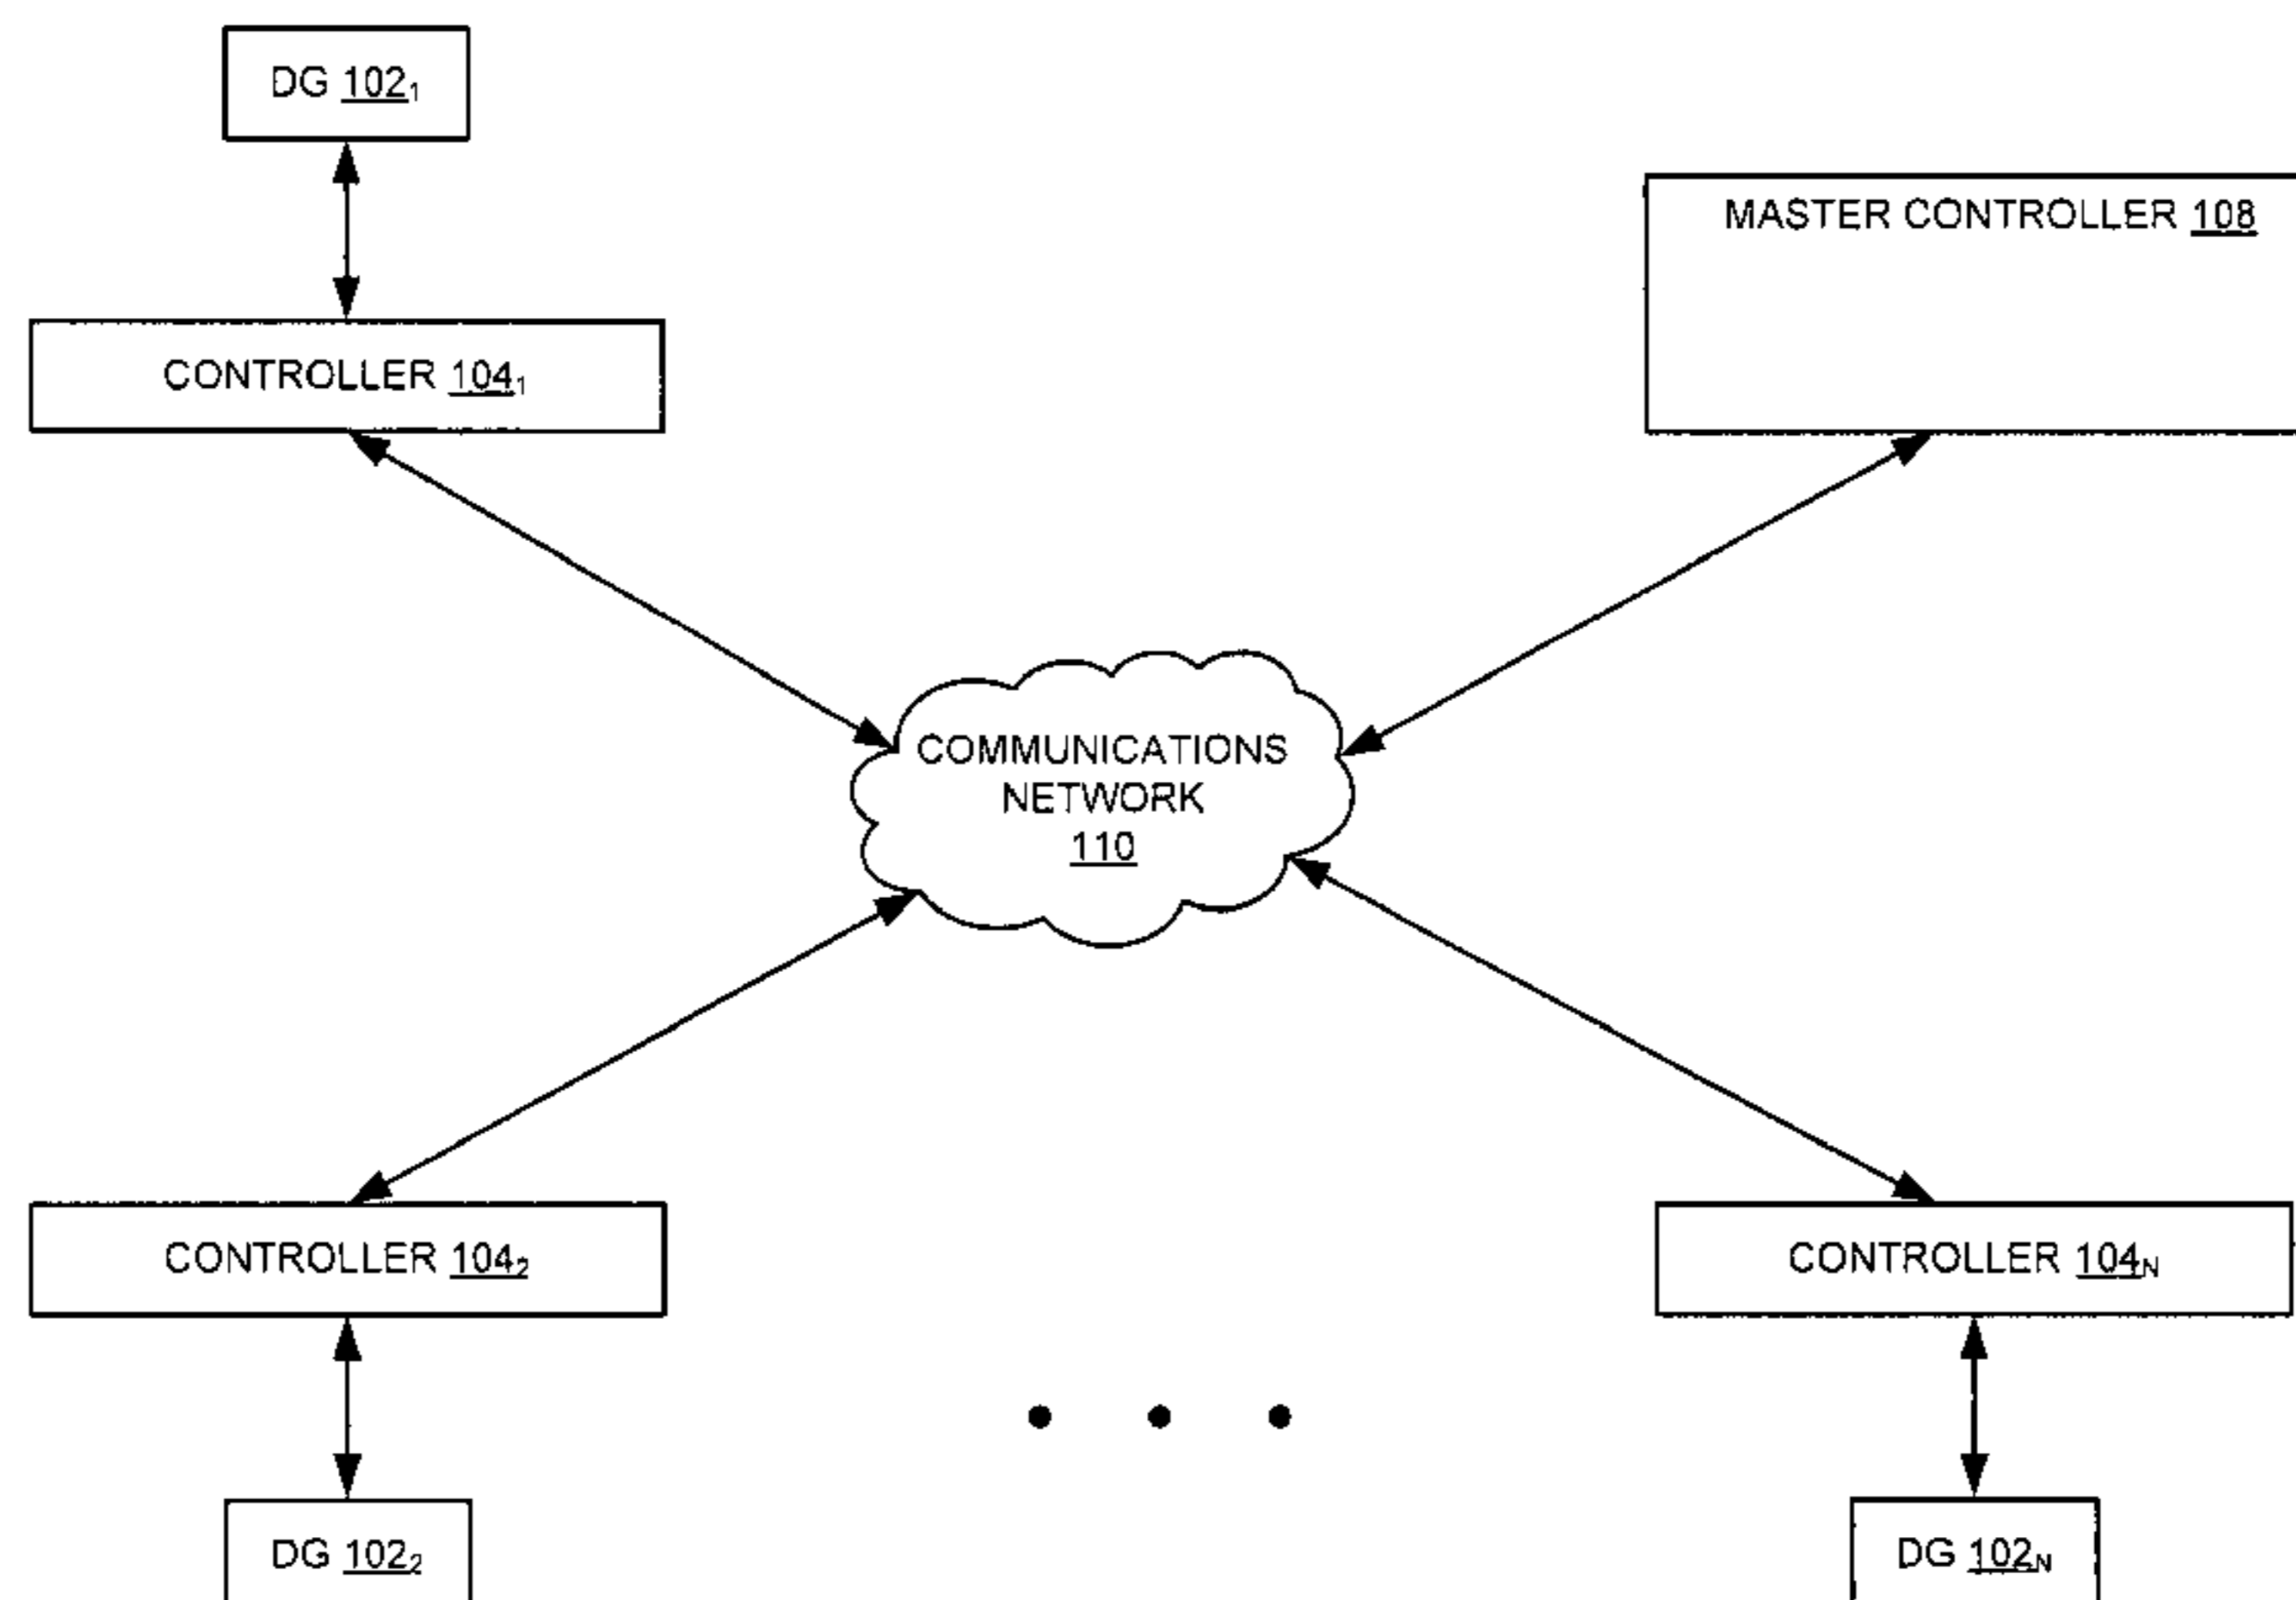 DG 102₁
MASTER CONTROLLER 108
CONTROLLER 104₁
COMMUNICATIONS
NETWORK
110
CONTROLLER 104₂
CONTROLLER 104N
DG 102₂
DG 102N